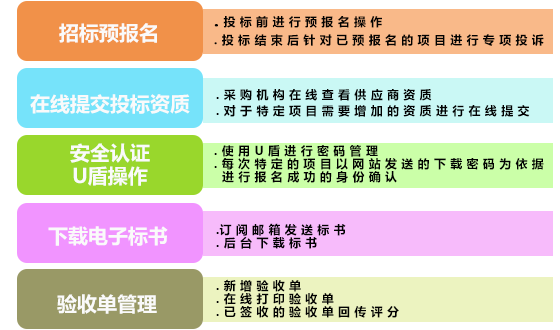 招标预报名
.投标前进行预报名操作
.投标结束后针对已预报名的项目进行专项投诉
在线提交投标资质
.采购机构在线查看供应商资质
.对于特定项目需要增加的资质进行在线提交
安全认证
U盾操作
.使用U盾进行密码管理
.每次特定的项目以网站发送的下载密码为依据
进行报名成功的身份确认
下载电子标书
.订阅邮箱发送标书
.后台下载标书
验收单管理
.新增验收单
.在线打印验收单
.已签收的验收单回传评分